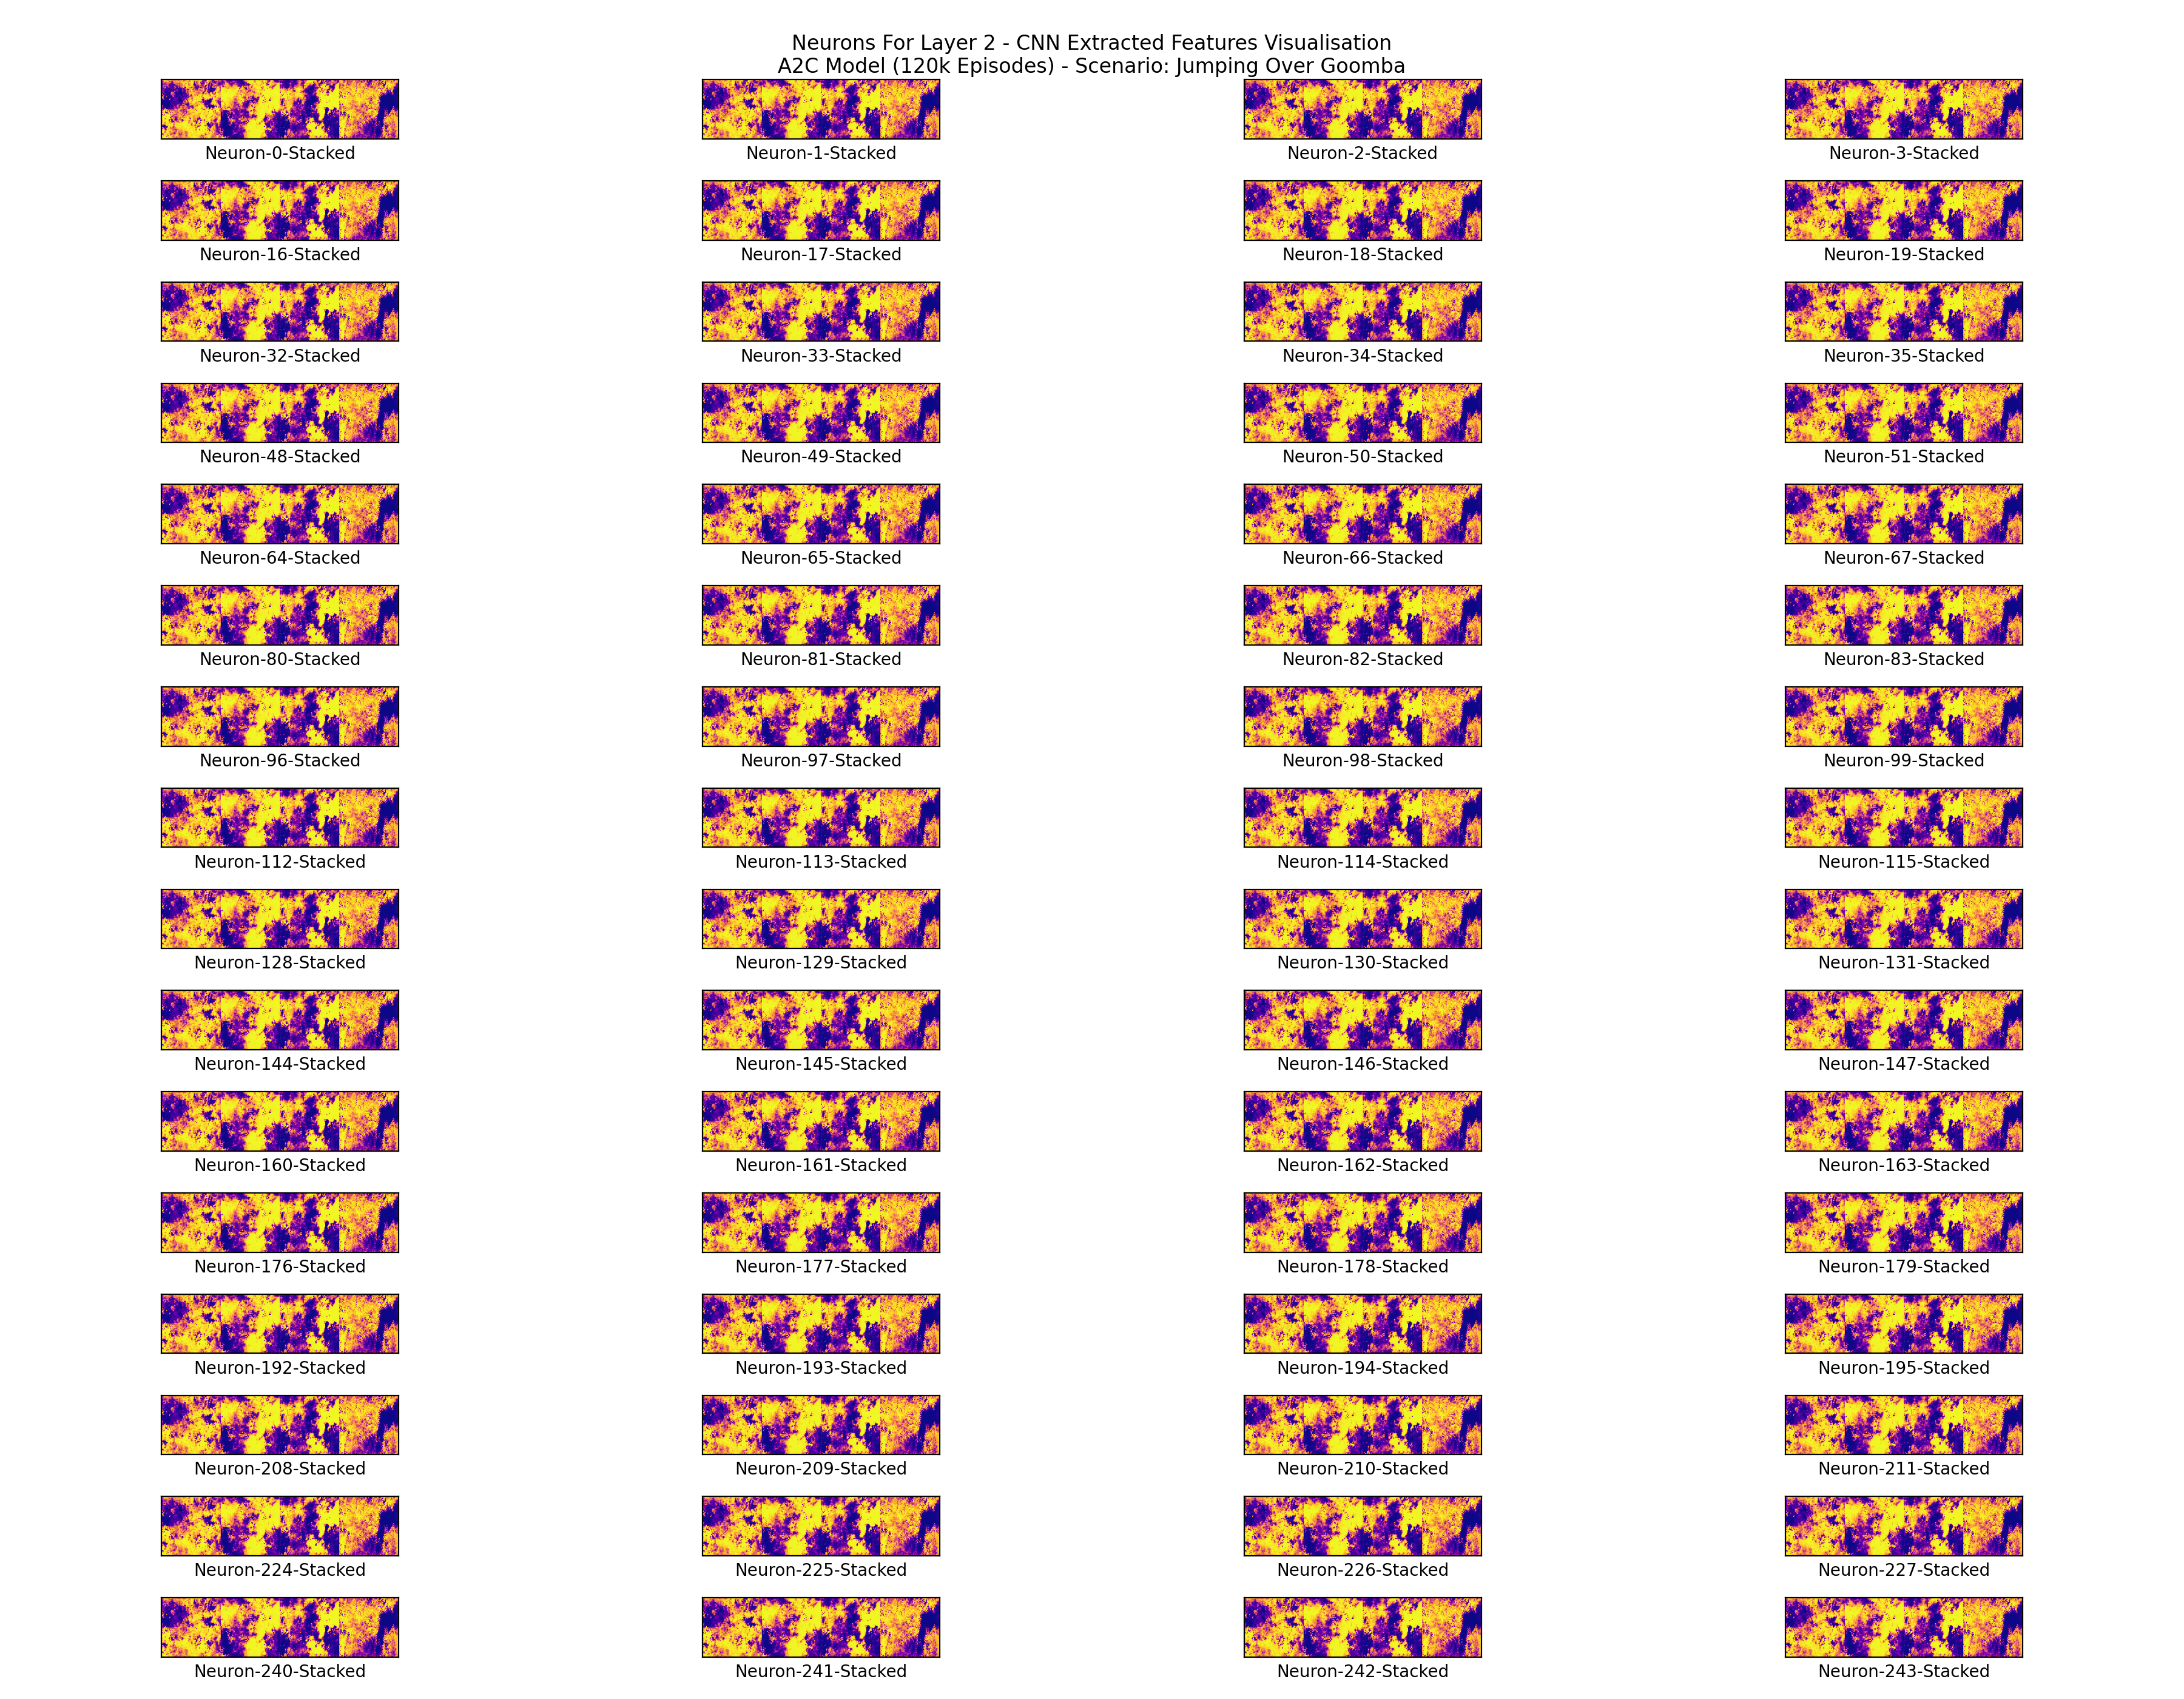 Neurons For Layer 2 - CNN Extracted Features Visualisation
A2C Model (120k Episodes) - Scenario: Jumping Over Goomba
Neuron-0-Stacked Neuron-1-Stacked Neuron-2-Stacked Neuron-3-Stacked
Neuron-16-Stacked Neuron-17-Stacked Neuron-18-Stacked Neuron-19-Stacked
Neuron-32-Stacked Neuron-33-Stacked Neuron-34-Stacked Neuron-35-Stacked
Neuron-48-Stacked Neuron-49-Stacked Neuron-50-Stacked Neuron-51-Stacked
Neuron-64-Stacked Neuron-65-Stacked Neuron-66-Stacked Neuron-67-Stacked
Neuron-80-Stacked Neuron-81-Stacked Neuron-82-Stacked Neuron-83-Stacked
Neuron-96-Stacked Neuron-97-Stacked Neuron-98-Stacked Neuron-99-Stacked
Neuron-112-Stacked Neuron-113-Stacked Neuron-114-Stacked Neuron-115-Stacked
Neuron-128-Stacked Neuron-129-Stacked Neuron-130-Stacked Neuron-131-Stacked
Neuron-144-Stacked Neuron-145-Stacked Neuron-146-Stacked Neuron-147-Stacked
Neuron-160-Stacked Neuron-161-Stacked Neuron-162-Stacked Neuron-163-Stacked
Neuron-176-Stacked Neuron-177-Stacked Neuron-178-Stacked Neuron-179-Stacked
Neuron-192-Stacked Neuron-193-Stacked Neuron-194-Stacked Neuron-195-Stacked
Neuron-208-Stacked Neuron-209-Stacked Neuron-210-Stacked Neuron-211-Stacked
Neuron-224-Stacked Neuron-225-Stacked Neuron-226-Stacked Neuron-227-Stacked
Neuron-240-Stacked Neuron-241-Stacked Neuron-242-Stacked Neuron-243-Stacked